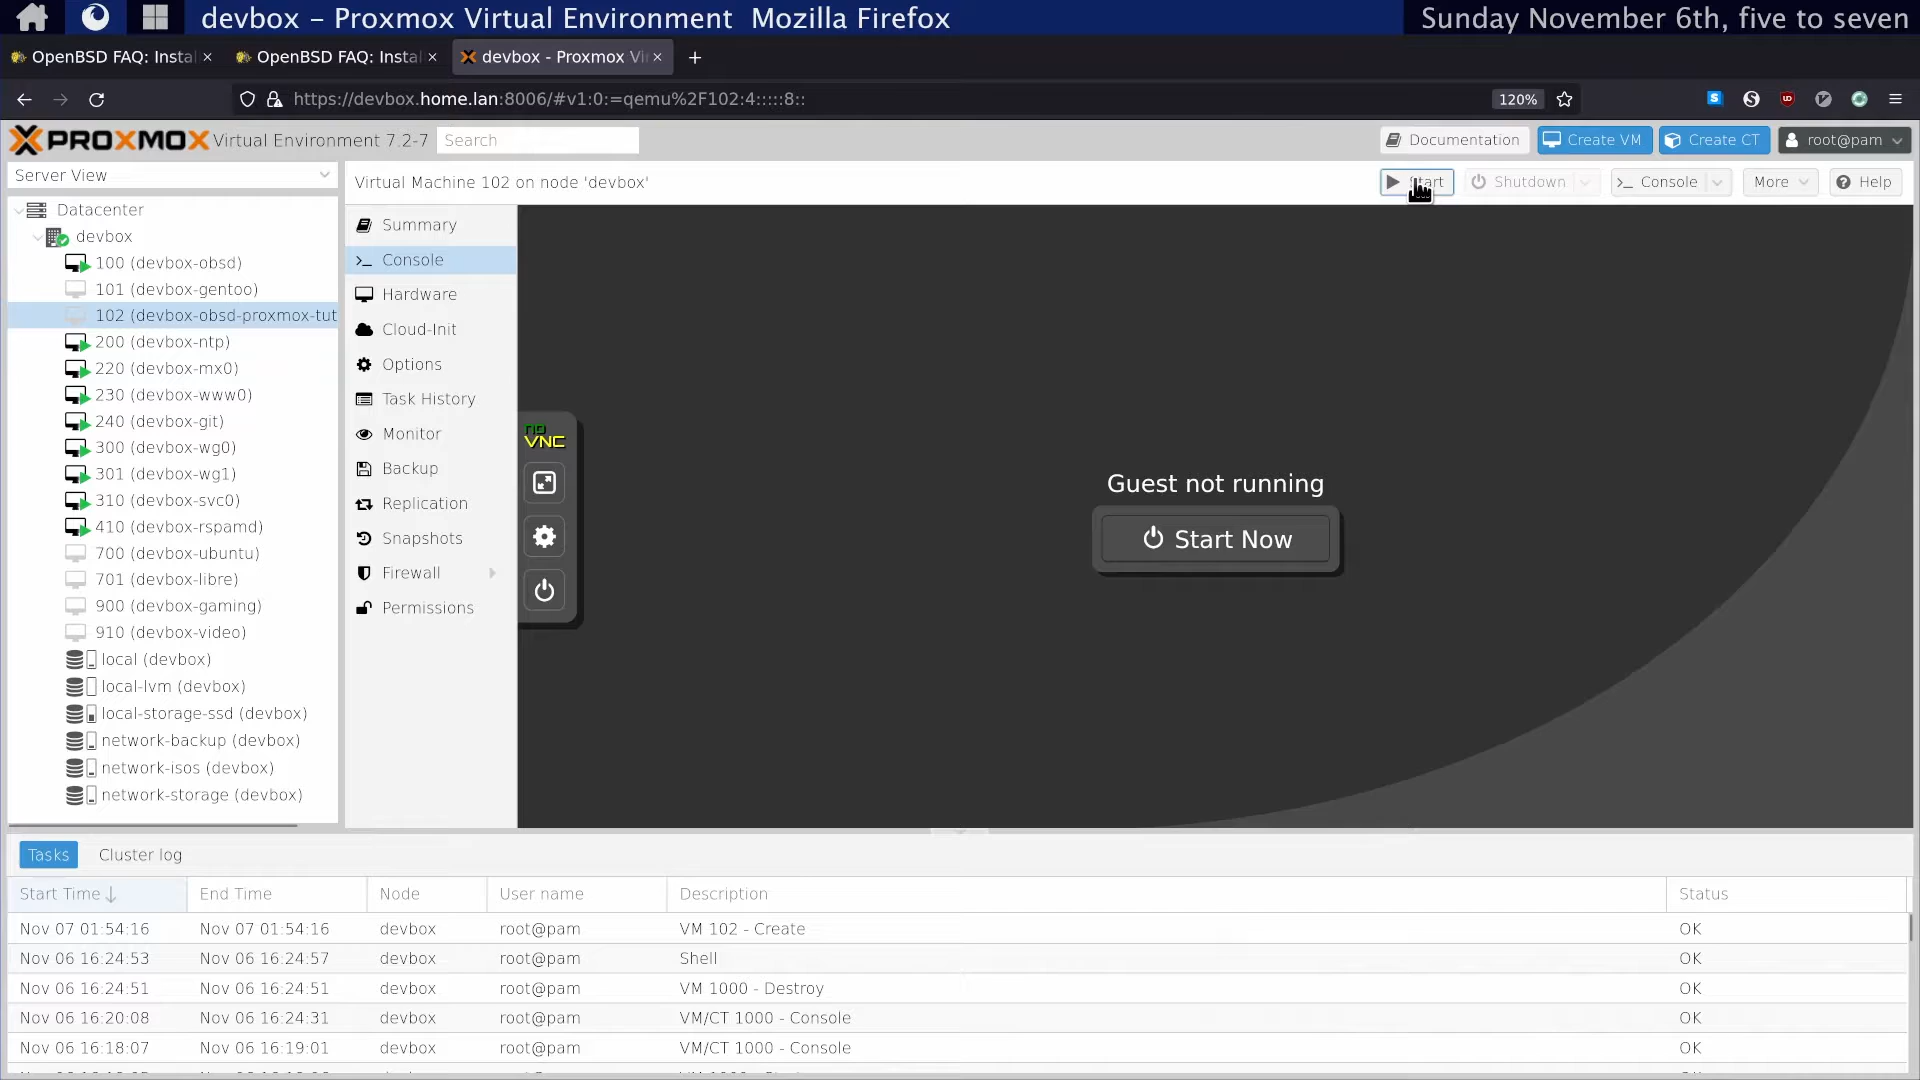 devbox – Proxmox Virtual Environment  Mozilla Firefox
Sunday November 6th, five to seven
OpenBSD FAQ: Instal
OpenBSD FAQ: Instal
devbox - Proxmox Vir
https://devbox.home.lan:8006/#v1:0:=qemu%2F102:4:::::8::
120%
PROXMOX Virtual Environment 7.2-7
Search
Documentation
Create VM
Create CT
root@pam
Server View
Virtual Machine 102 on node 'devbox'
Start
Shutdown
Console
More
Help
Datacenter
devbox
100 (devbox-obsd)
101 (devbox-gentoo)
102 (devbox-obsd-proxmox-tut
200 (devbox-ntp)
220 (devbox-mx0)
230 (devbox-www0)
240 (devbox-git)
300 (devbox-wg0)
301 (devbox-wg1)
310 (devbox-svc0)
410 (devbox-rspamd)
700 (devbox-ubuntu)
701 (devbox-libre)
900 (devbox-gaming)
910 (devbox-video)
local (devbox)
local-lvm (devbox)
local-storage-ssd (devbox)
network-backup (devbox)
network-isos (devbox)
network-storage (devbox)
Summary
Console
Hardware
Cloud-Init
Options
Task History
Monitor
Backup
Replication
Snapshots
Firewall
Permissions
no
VNC
Guest not running
Start Now
Tasks
Cluster log
Start Time End Time Node User name Description Status
Nov 07 01:54:16 Nov 07 01:54:16 devbox root@pam VM 102 - Create OK
Nov 06 16:24:53 Nov 06 16:24:57 devbox root@pam Shell OK
Nov 06 16:24:51 Nov 06 16:24:51 devbox root@pam VM 1000 - Destroy OK
Nov 06 16:20:08 Nov 06 16:24:31 devbox root@pam VM/CT 1000 - Console OK
Nov 06 16:18:07 Nov 06 16:19:01 devbox root@pam VM/CT 1000 - Console OK